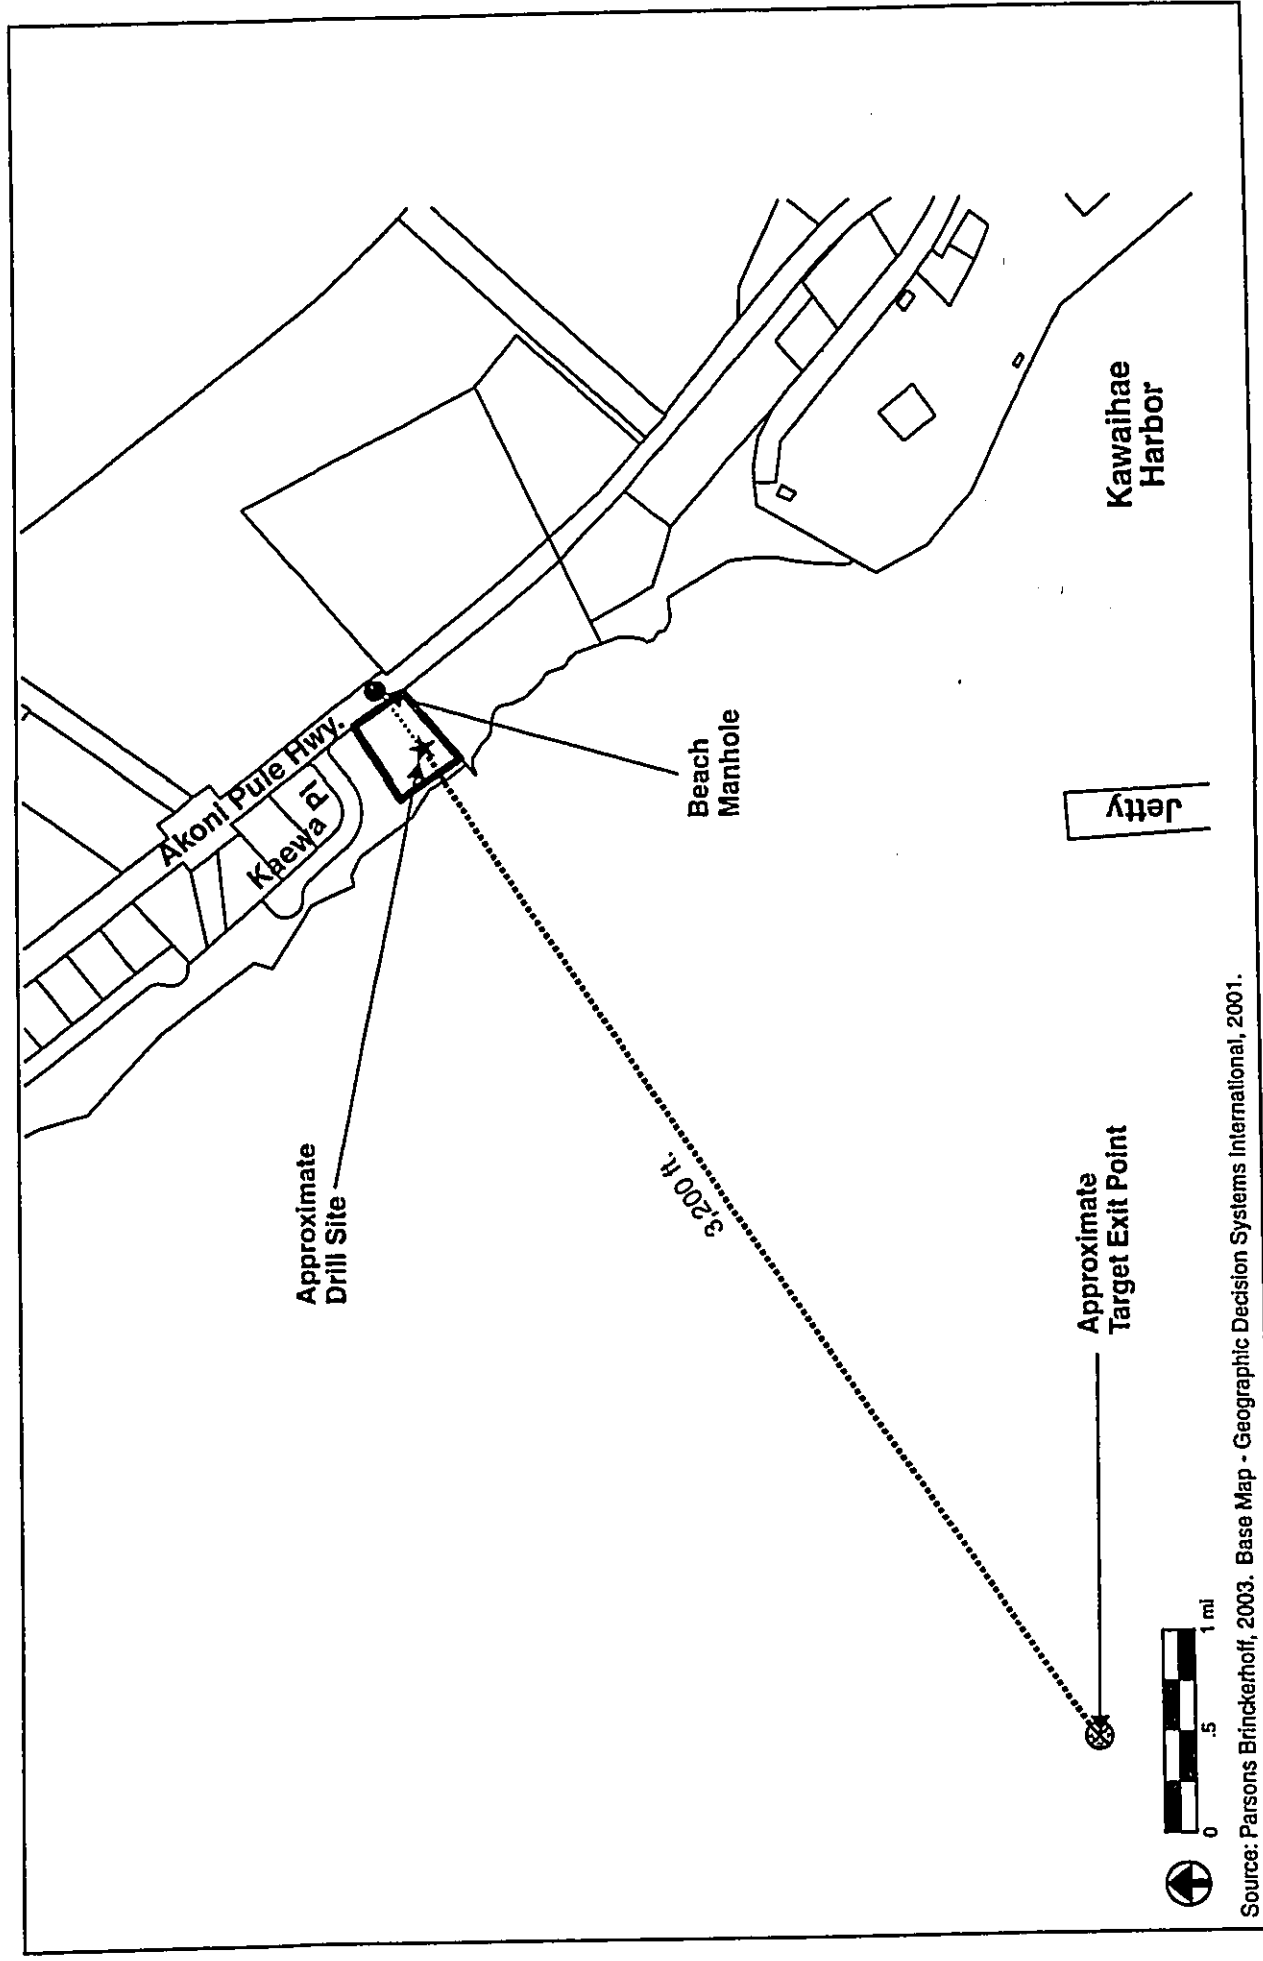 Akoni Pule Hwy.
Kaewa Pl
Approximate
Drill Site
Beach
Manhole
3,200 ft.
Kawaihae
Harbor
Jetty
Approximate
Target Exit Point
0 .5 1 mi
Source: Parsons Brinckerhoff, 2003. Base Map - Geographic Decision Systems International, 2001.